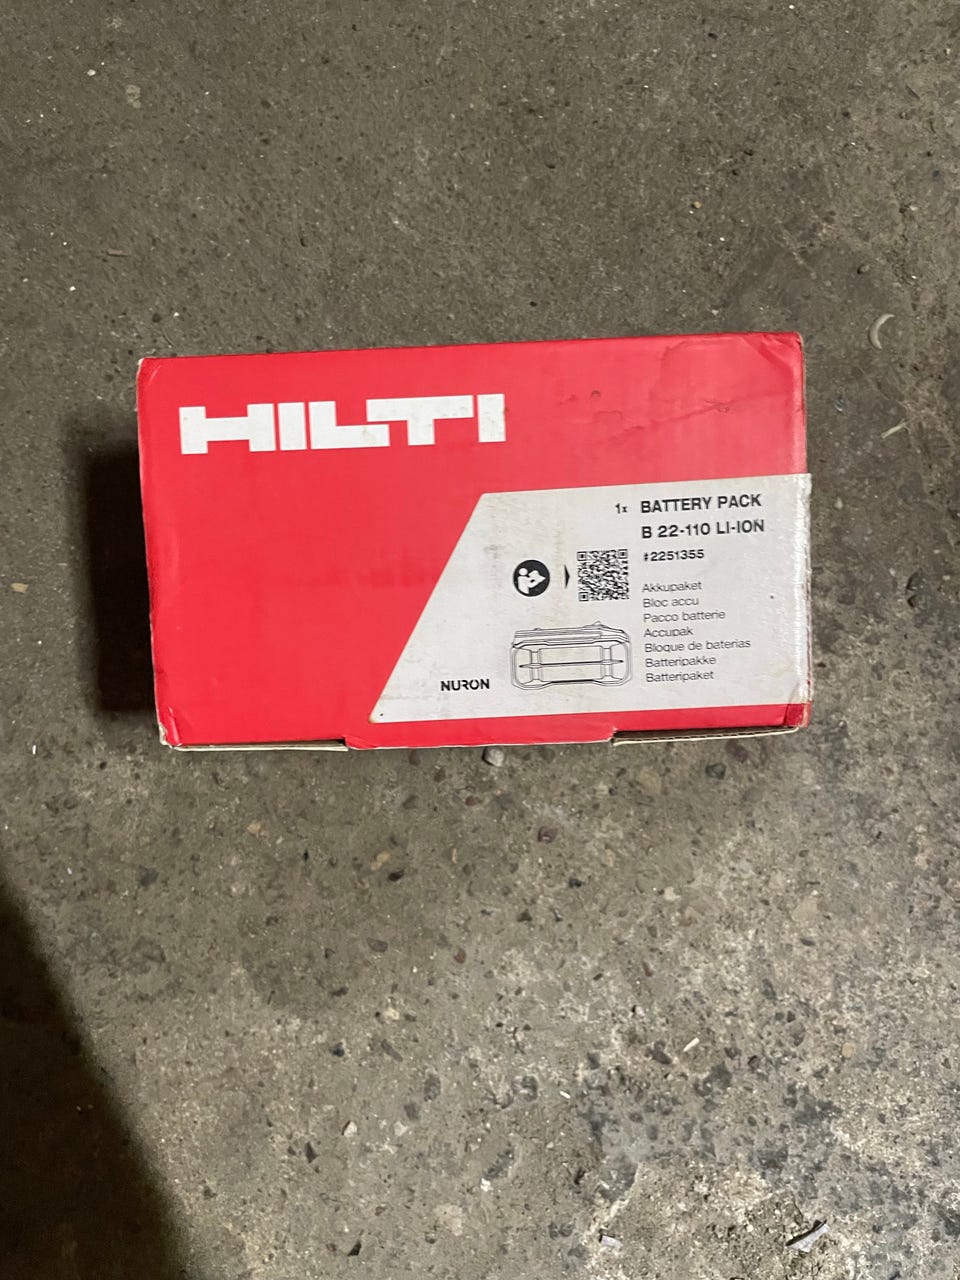 HILTI
1x BATTERY PACK
B 22-110 LI-ION
#2251355
Akkupaket
Bloc accu
Pacco batterie
Accupak
Bloque de baterias
Batteripakke
Batteripaket
NURON